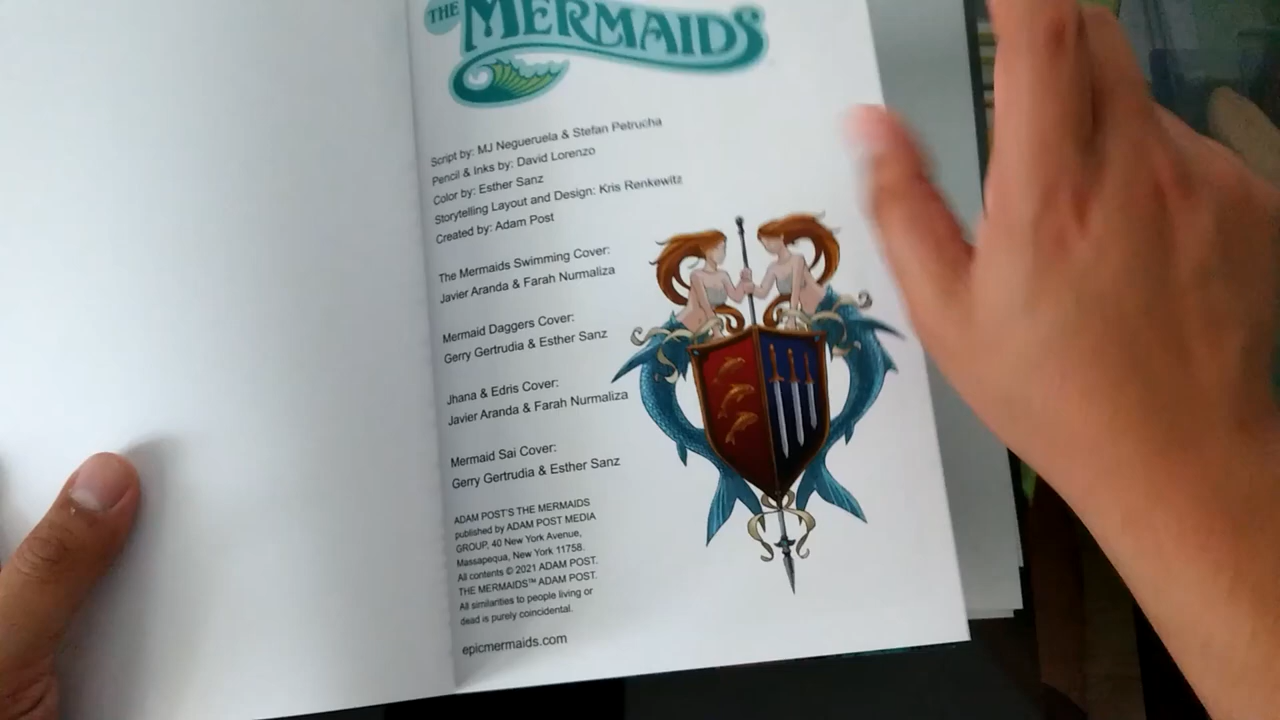 THE
MERMAIDS
Script by: MJ Negueruela & Stefan Petrucha
Pencil & Inks by: David Lorenzo
Color by: Esther Sanz
Storytelling Layout and Design: Kris Renkewitz
Created by: Adam Post
The Mermaids Swimming Cover:
Javier Aranda & Farah Nurmaliza
Mermaid Daggers Cover:
Gerry Gertrudia & Esther Sanz
Jhana & Edris Cover:
Javier Aranda & Farah Nurmaliza
Mermaid Sai Cover:
Gerry Gertrudia & Esther Sanz
ADAM POST'S THE MERMAIDS
published by ADAM POST MEDIA
GROUP, 40 New York Avenue,
Massapequa, New York 11758.
All contents © 2021 ADAM POST.
THE MERMAIDS™ ADAM POST.
All similarities to people living or
dead is purely coincidental.
epicmermaids.com